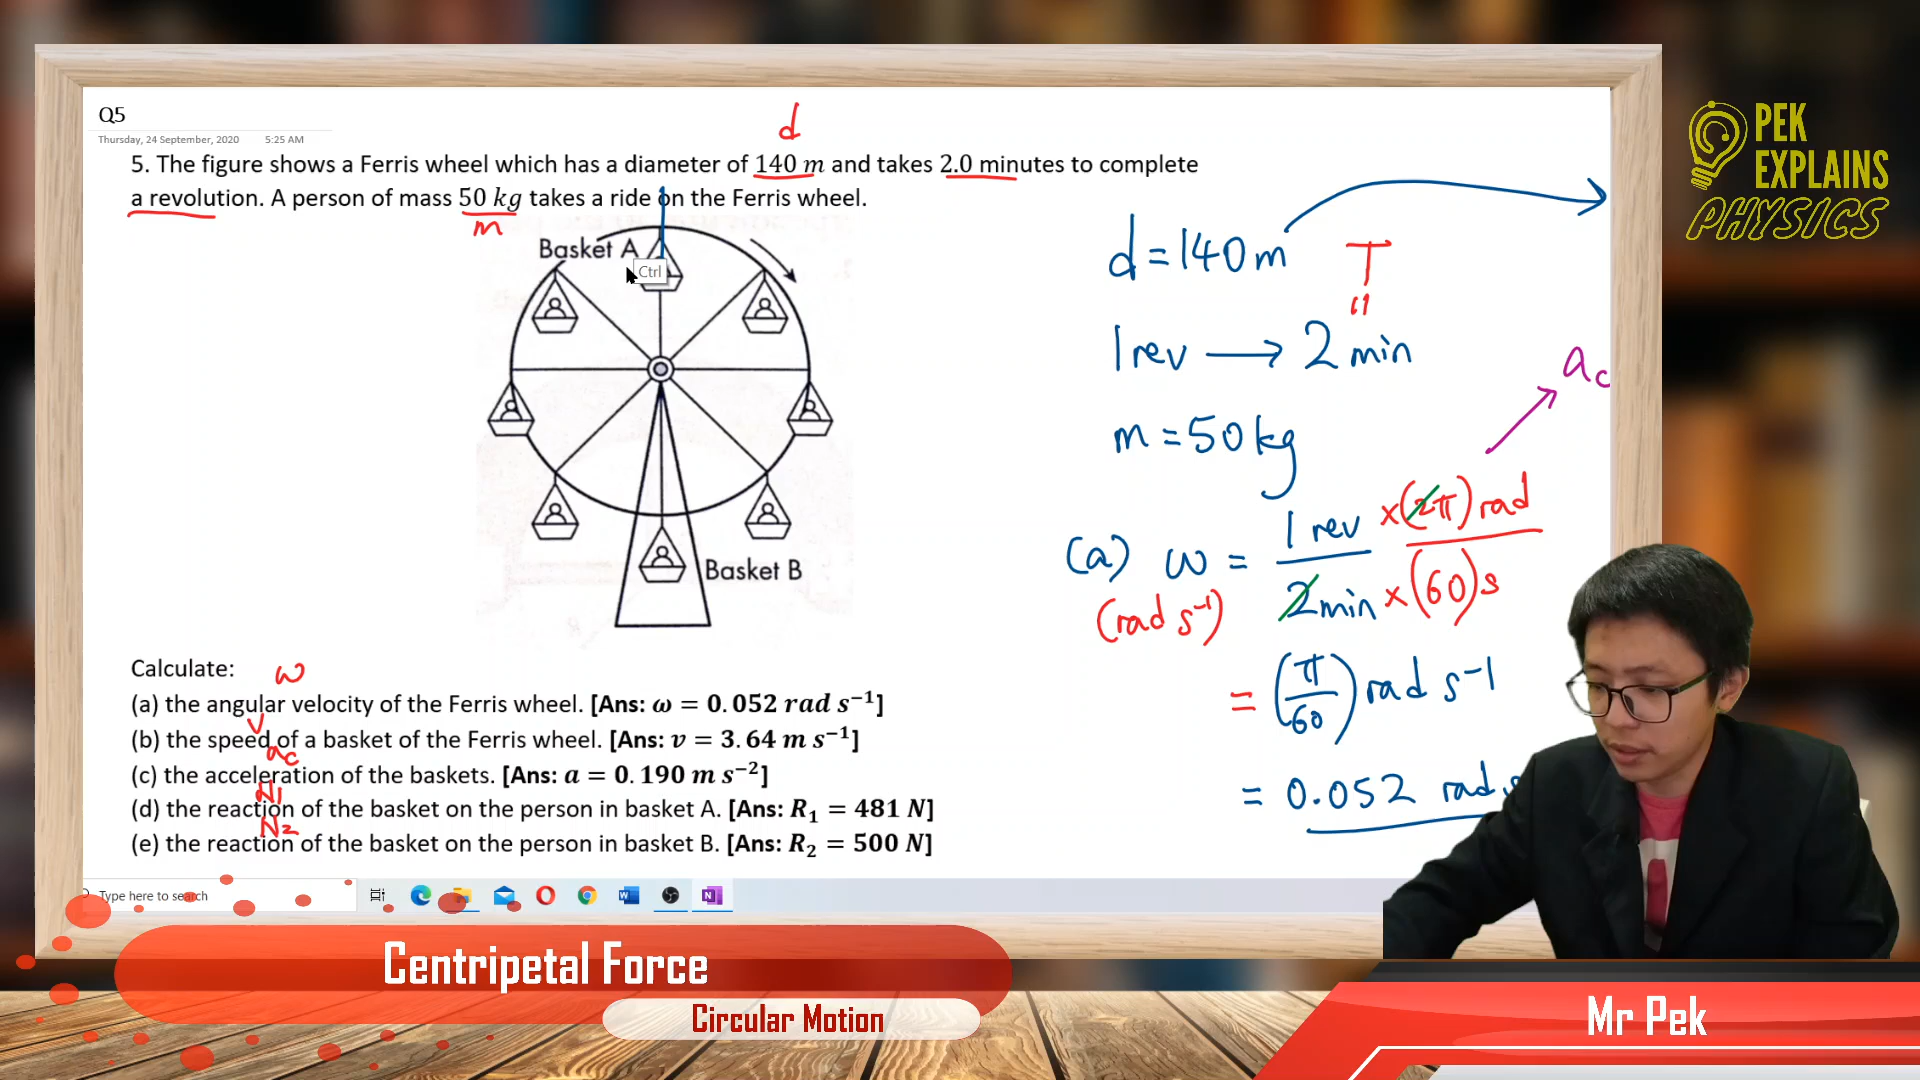 Q5
Thursday, 24 September, 2020 5:25 AM
d
5. The figure shows a Ferris wheel which has a diameter of 140 m and takes 2.0 minutes to complete
a revolution. A person of mass 50 kg takes a ride on the Ferris wheel.
m
Basket A
Ctrl
Basket B
Calculate:
ω
(a) the angular velocity of the Ferris wheel. [Ans: ω = 0.052 rad s⁻¹]
v
(b) the speed of a basket of the Ferris wheel. [Ans: v = 3.64 m s⁻¹]
ac
(c) the acceleration of the baskets. [Ans: a = 0.190 m s⁻²]
N1
(d) the reaction of the basket on the person in basket A. [Ans: R₁ = 481 N]
N2
(e) the reaction of the basket on the person in basket B. [Ans: R₂ = 500 N]
d = 140 m
T
"
1 rev → 2 min
ac
m = 50 kg
(a) ω = 1 rev × (2π) rad
(rad s⁻¹) 2 min × (60) s
= (π/60) rad s⁻¹
= 0.052 rad
Type here to search
PEK
EXPLAINS
PHYSICS
Centripetal Force
Circular Motion
Mr Pek